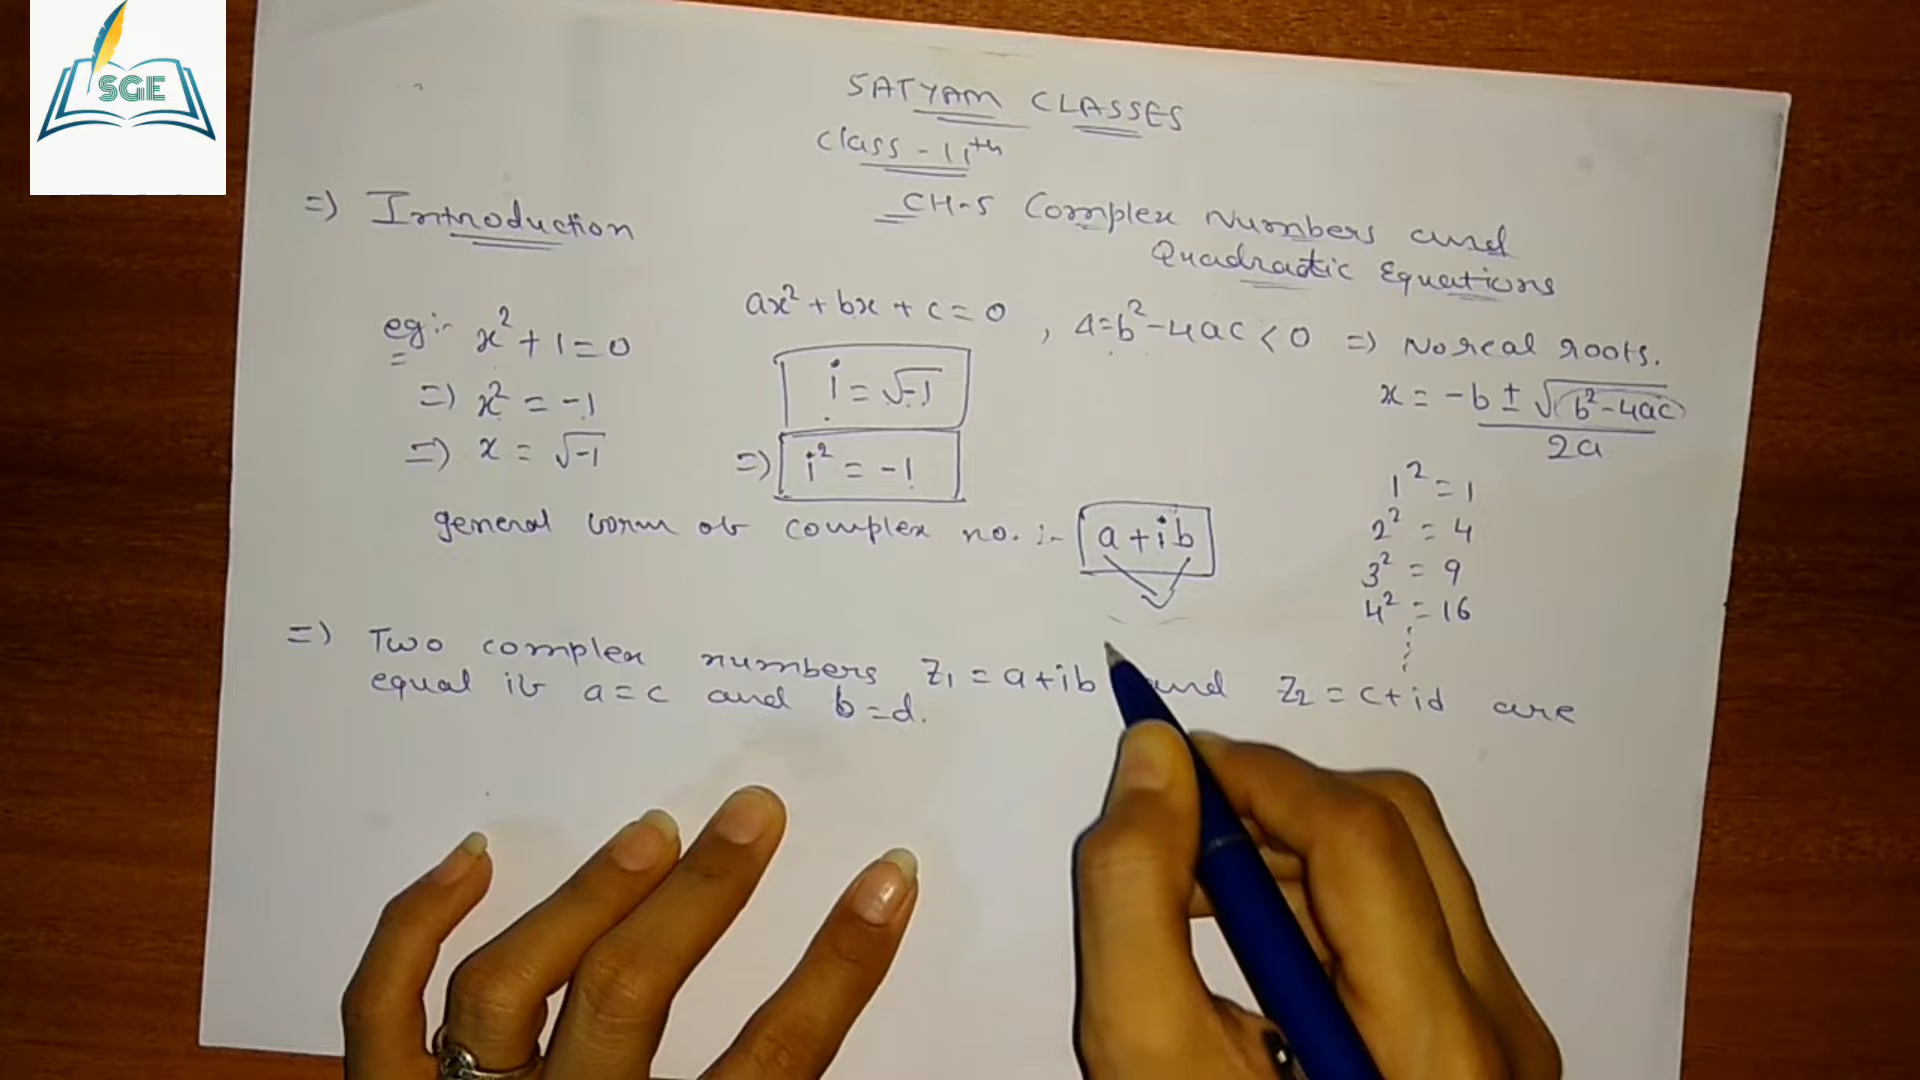 SGE
SATYAM CLASSES
Class - 11th
CH-5 Complex Numbers and
Quadractic Equations
=) Introduction
eg:- x² + 1 = 0
=) x² = -1
=) x = √-1
ax² + bx + c = 0 , Δ=b²-4ac < 0 =) No real roots.
i = √-1
=) i² = -1
x = -b ± √b²-4ac
2a
general form of complex no. :- a+ib
1² = 1
2² = 4
3² = 9
4² = 16
=) Two complex numbers Z₁ = a+ib and Z₂ = c+id are
equal if a=c and b=d.